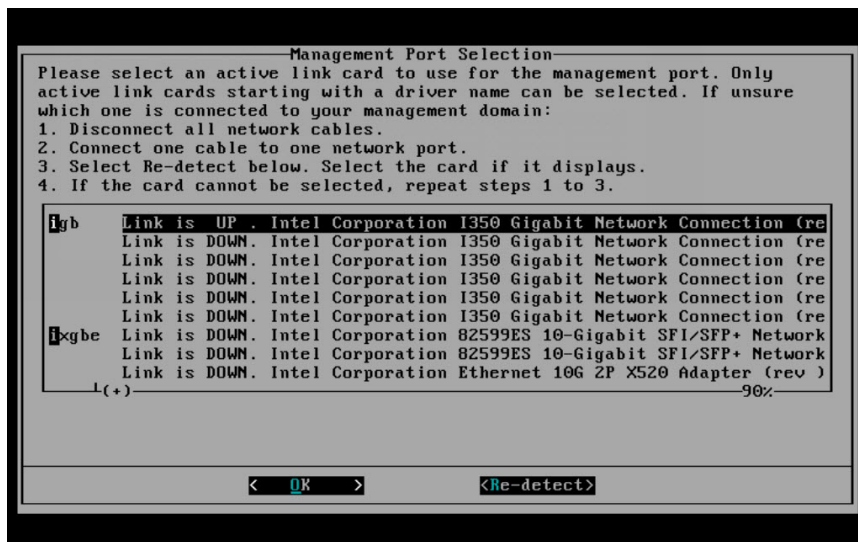 Management Port Selection
Please select an active link card to use for the management port. Only
active link cards starting with a driver name can be selected. If unsure
which one is connected to your management domain:
1. Disconnect all network cables.
2. Connect one cable to one network port.
3. Select Re-detect below. Select the card if it displays.
4. If the card cannot be selected, repeat steps 1 to 3.
igb Link is UP . Intel Corporation I350 Gigabit Network Connection (re
Link is DOWN. Intel Corporation I350 Gigabit Network Connection (re
Link is DOWN. Intel Corporation I350 Gigabit Network Connection (re
Link is DOWN. Intel Corporation I350 Gigabit Network Connection (re
Link is DOWN. Intel Corporation I350 Gigabit Network Connection (re
Link is DOWN. Intel Corporation I350 Gigabit Network Connection (re
ixgbe Link is DOWN. Intel Corporation 82599ES 10-Gigabit SFI/SFP+ Network
Link is DOWN. Intel Corporation 82599ES 10-Gigabit SFI/SFP+ Network
Link is DOWN. Intel Corporation Ethernet 10G 2P X520 Adapter (rev )
(+) 90%
< OK > <Re-detect>